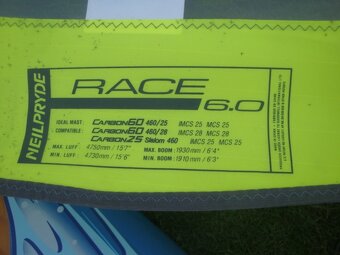 NEILPRYDE
RACE
6.0
IDEAL MAST: CARBON60 460/25 IMCS 25 MCS 25
COMPATIBLE: CARBON60 460/28 IMCS 28 MCS 28
CARBON25 Slalom 460 IMCS 25 MCS 25
MAX. LUFF 4750mm / 15'7" MAX. BOOM: 1930mm / 6'4"
MIN. LUFF 4730mm / 15'6" MIN. BOOM: 1910mm / 6'3"